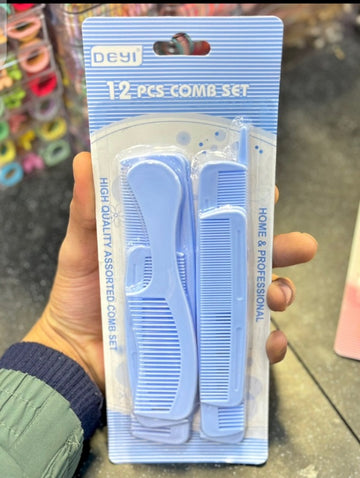 DEYI
12 PCS COMB SET
HIGH QUALITY ASSORTED COMB SET
HOME & PROFESSIONAL